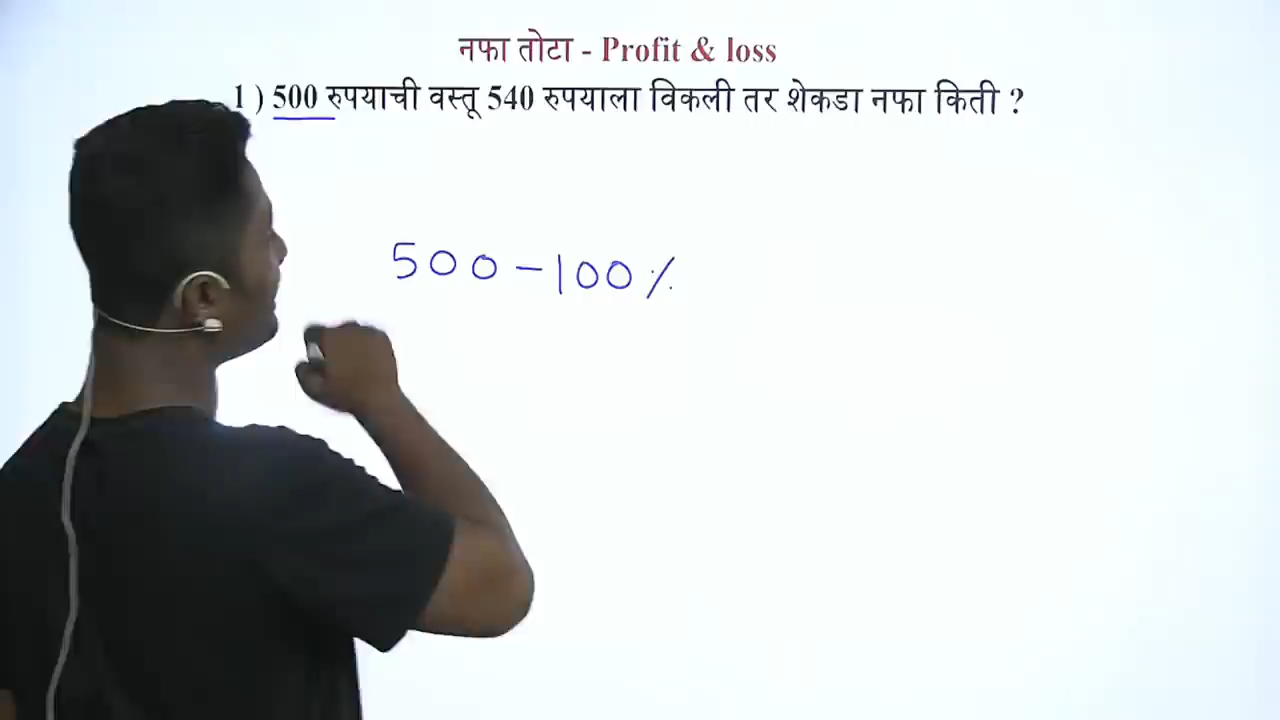 नफा तोटा - Profit & loss
1 ) 500 रुपयाची वस्तू 540 रुपयाला विकली तर शेकडा नफा किती ?
500 - 100 %